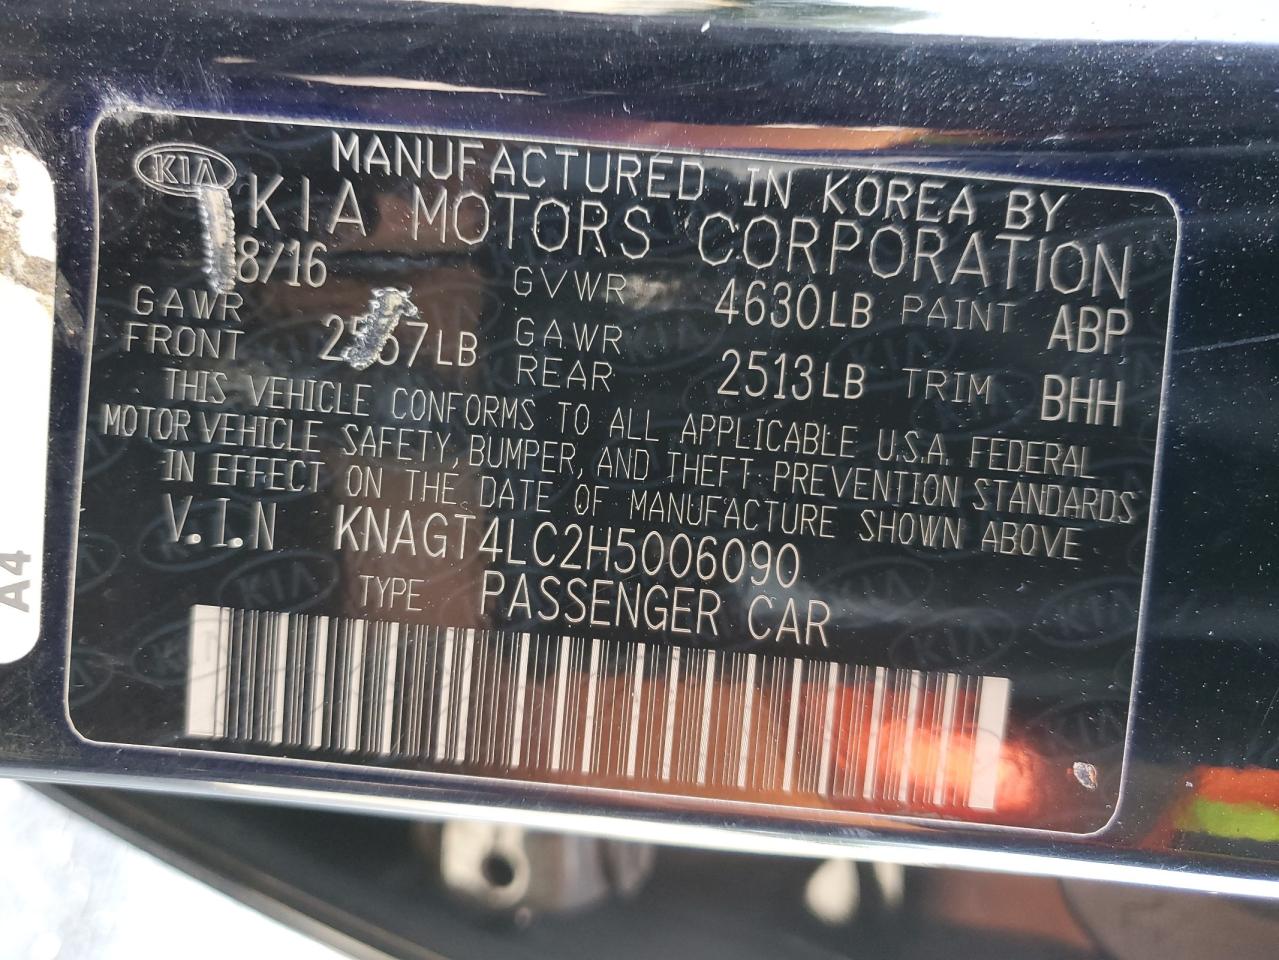 KIA
MANUFACTURED IN KOREA BY
KIA MOTORS CORPORATION
8/16
GVWR 4630LB PAINT ABP
GAWR FRONT GAWR REAR 2513LB TRIM BHH
THIS VEHICLE CONFORMS TO ALL APPLICABLE U.S.A. FEDERAL
MOTOR VEHICLE SAFETY, BUMPER, AND THEFT PREVENTION STANDARDS
IN EFFECT ON THE DATE OF MANUFACTURE SHOWN ABOVE
V.I.N KNAGT4LC2H5006090
TYPE PASSENGER CAR
A4